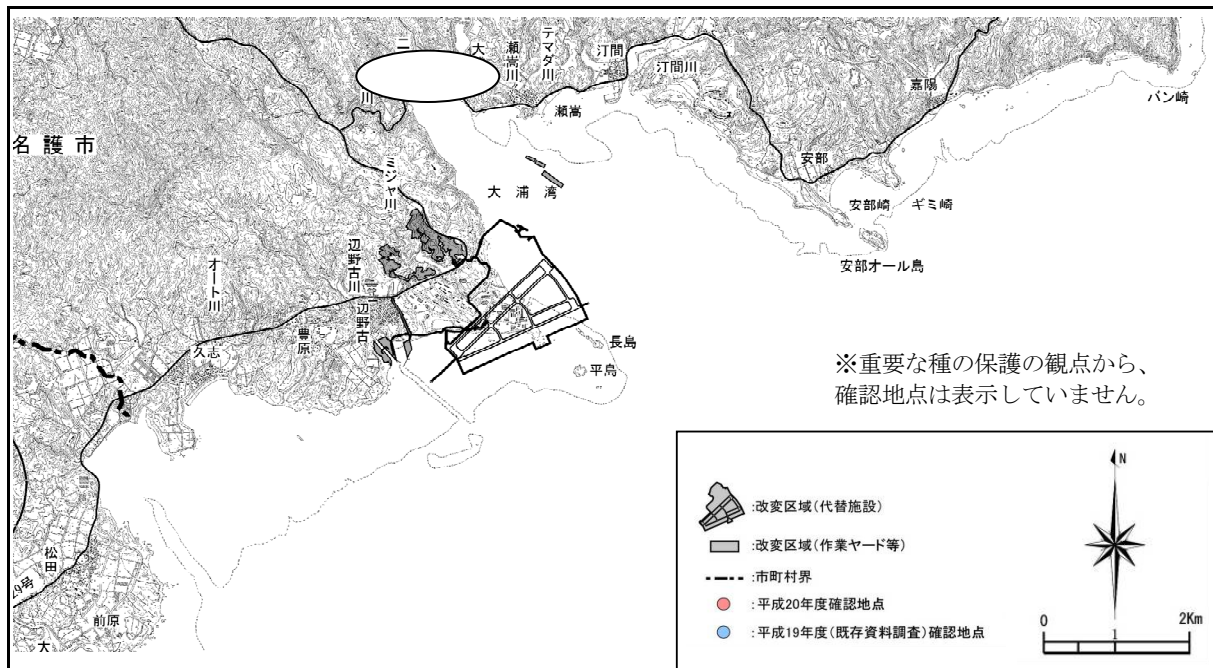 二
川
大
瀬嵩川
テマダ川
汀間
汀間川
瀬嵩
嘉陽
バン崎
名護市
安部
ミジャ川
大浦湾
安部崎
ギミ崎
安部オール島
辺野古川
オート川
辺野古
豊原
久志
長島
平島
※重要な種の保護の観点から、
確認地点は表示していません。
松田
29号
前原
大
N
:改変区域(代替施設)
:改変区域(作業ヤード等)
:市町村界
:平成20年度確認地点
:平成19年度(既存資料調査)確認地点
0 1 2Km